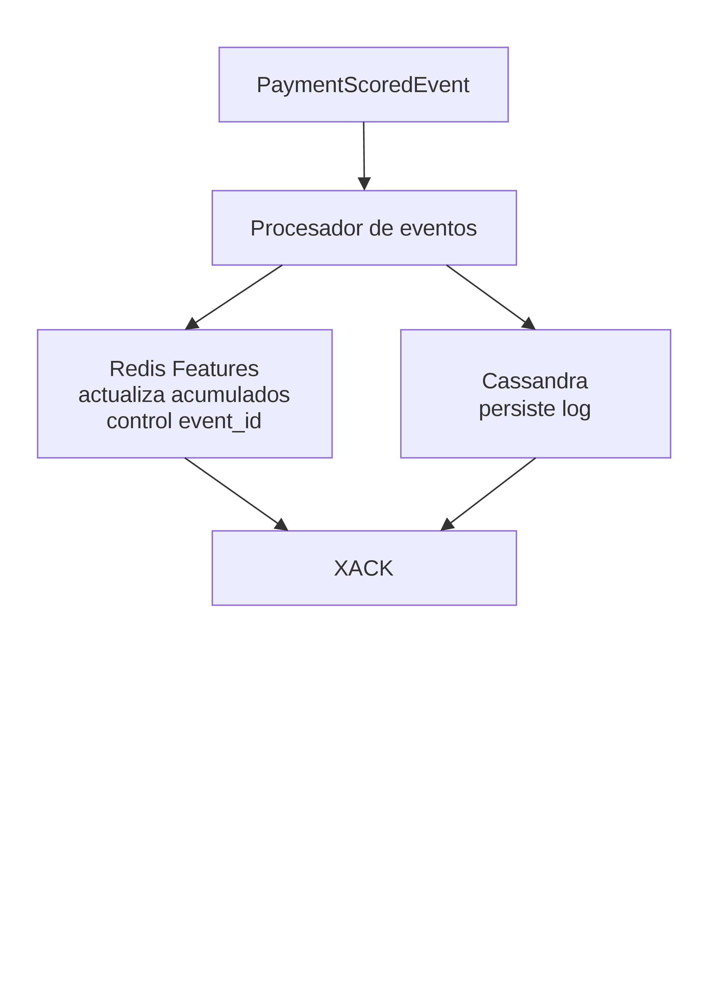 PaymentScoredEvent
Procesador de eventos
Redis Features
actualiza acumulados
control event_id
Cassandra
persiste log
XACK